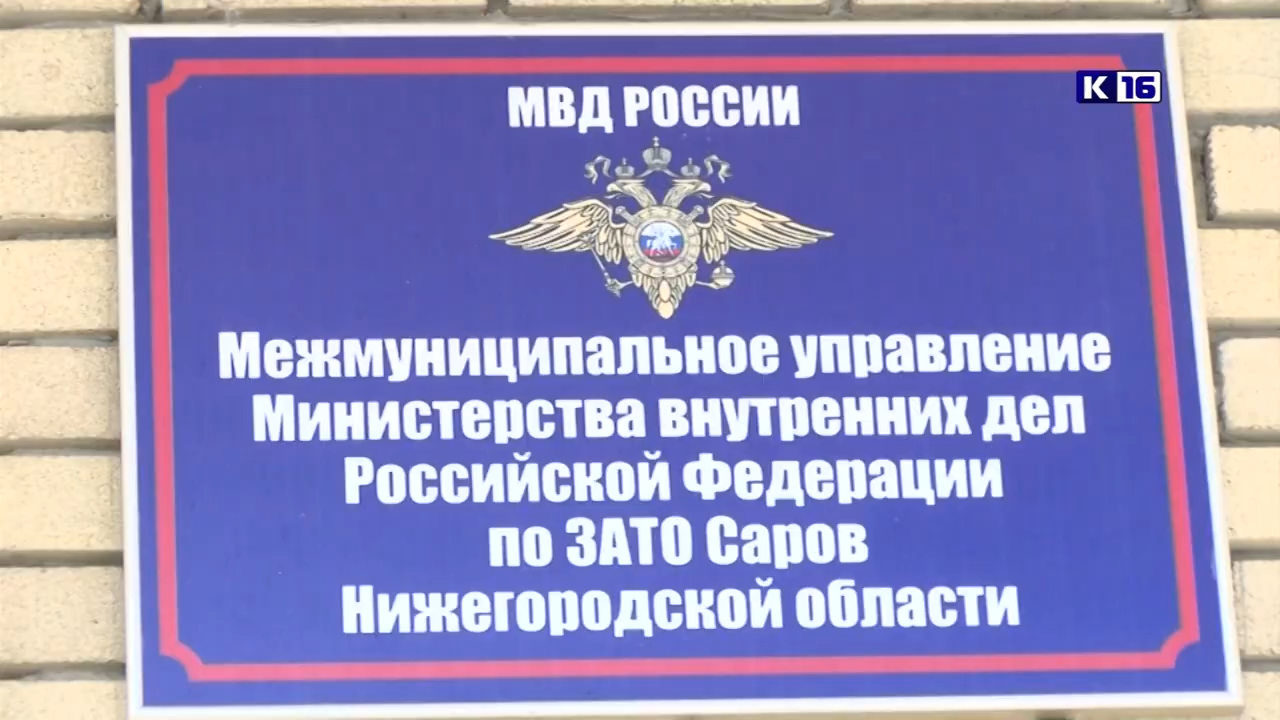 К 16
МВД РОССИИ
Межмуниципальное управление
Министерства внутренних дел
Российской Федерации
по ЗАТО Саров
Нижегородской области